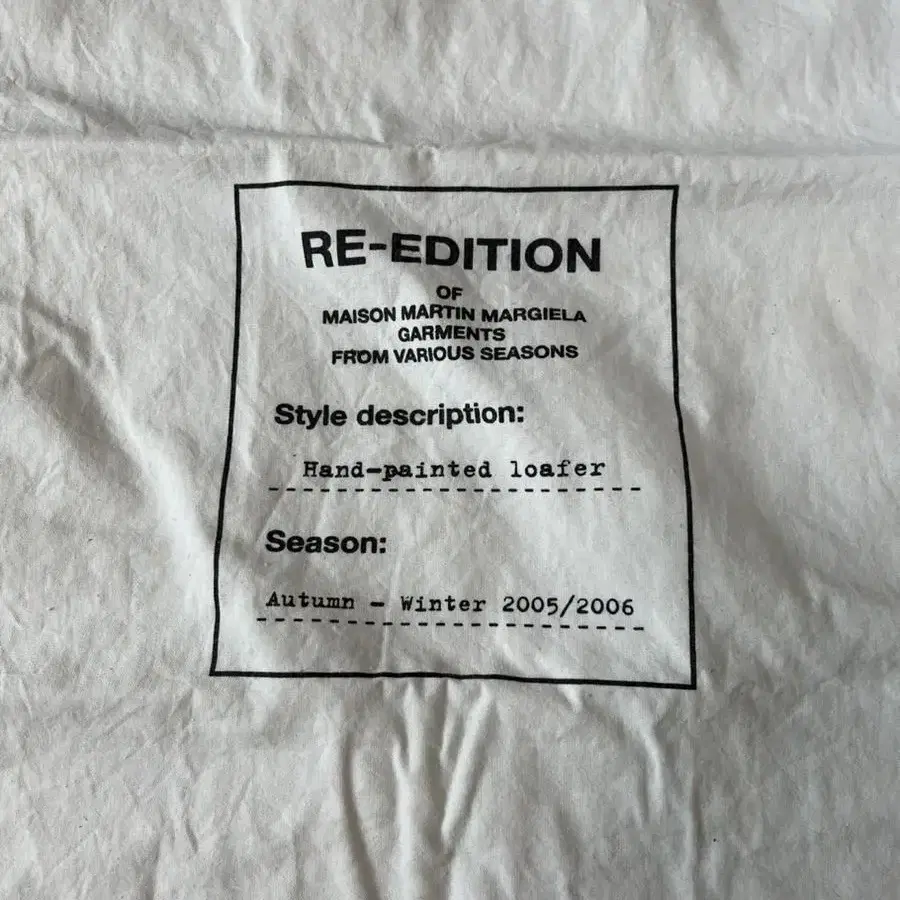 RE-EDITION
OF
MAISON MARTIN MARGIELA
GARMENTS
FROM VARIOUS SEASONS
Style description:
Hand-painted loafer
Season:
Autumn - Winter 2005/2006